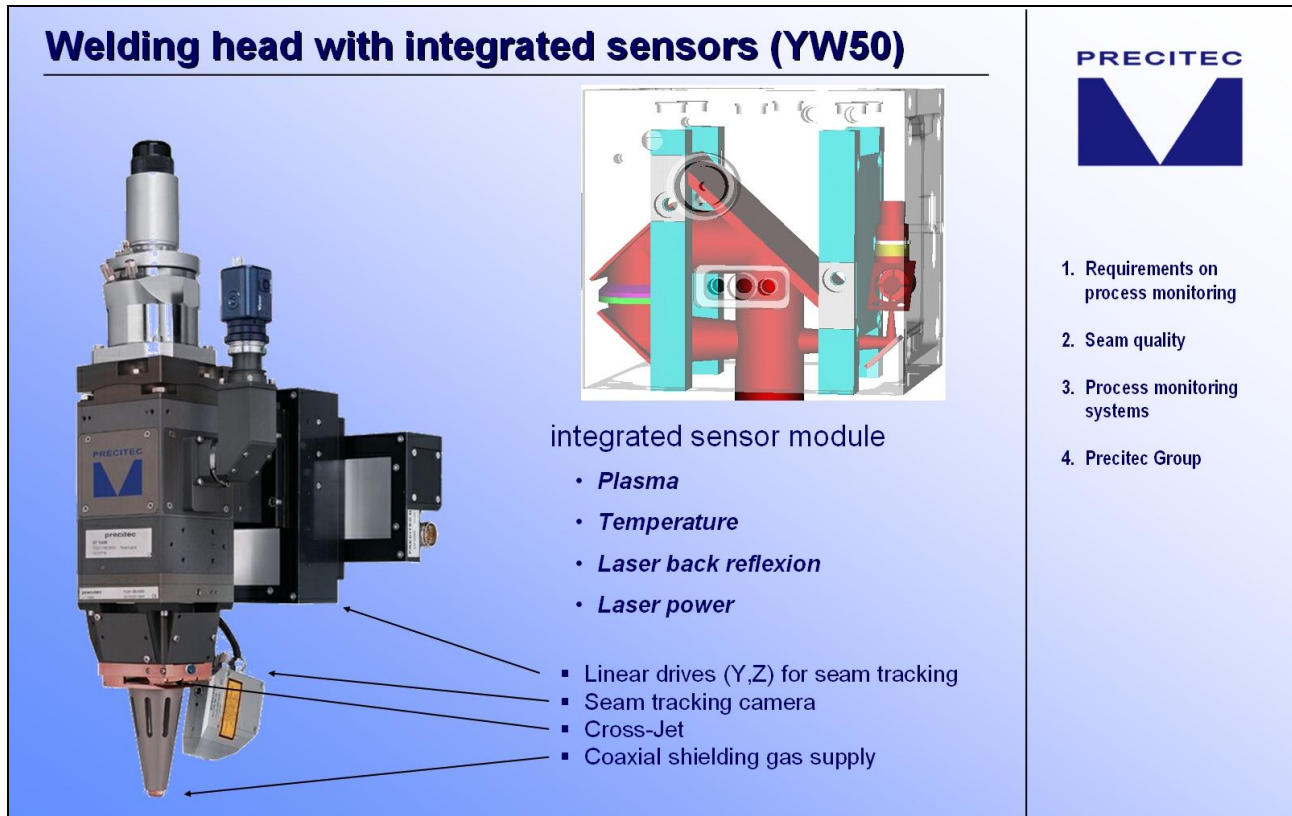 Welding head with integrated sensors (YW50)
PRECITEC
integrated sensor module
• Plasma
• Temperature
• Laser back reflexion
• Laser power
▪ Linear drives (Y,Z) for seam tracking
▪ Seam tracking camera
▪ Cross-Jet
▪ Coaxial shielding gas supply
PRECITEC
precitec
PRECITEC
1. Requirements on
process monitoring
2. Seam quality
3. Process monitoring
systems
4. Precitec Group